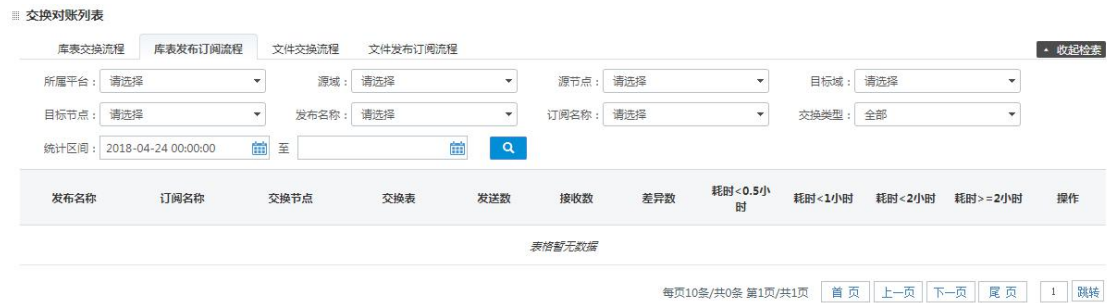 交换对账列表
库表交换流程 库表发布订阅流程 文件交换流程 文件发布订阅流程 收起检索
所属平台： 请选择 源域： 请选择 源节点： 请选择 目标域： 请选择
目标节点： 请选择 发布名称： 请选择 订阅名称： 请选择 交换类型： 全部
统计区间： 2018-04-24 00:00:00 至
发布名称 订阅名称 交换节点 交换表 发送数 接收数 差异数 耗时<0.5小时 耗时<1小时 耗时<2小时 耗时>=2小时 操作
表格暂无数据
每页10条/共0条 第1页/共1页 首 页 上一页 下一页 尾 页 1 跳转